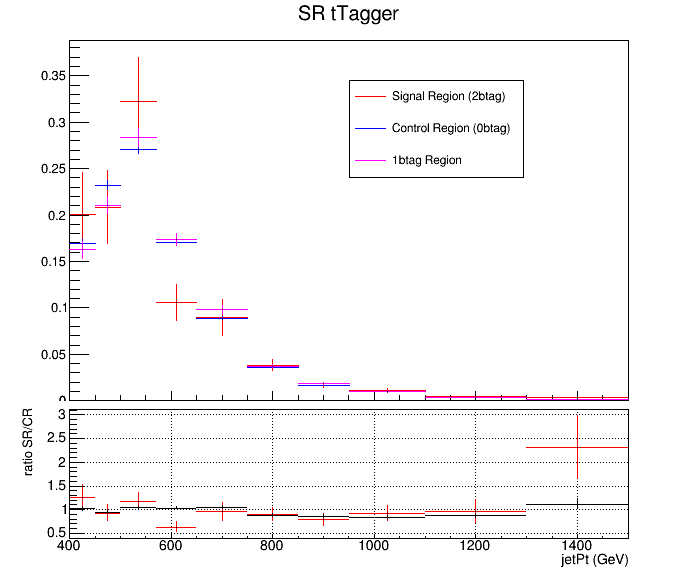 SR tTagger
0.35
0.3
0.25
0.2
0.15
0.1
0.05
0
Signal Region (2btag)
Control Region (0btag)
1btag Region
ratio SR/CR
3
2.5
2
1.5
1
0.5
400 600 800 1000 1200 1400
jetPt (GeV)